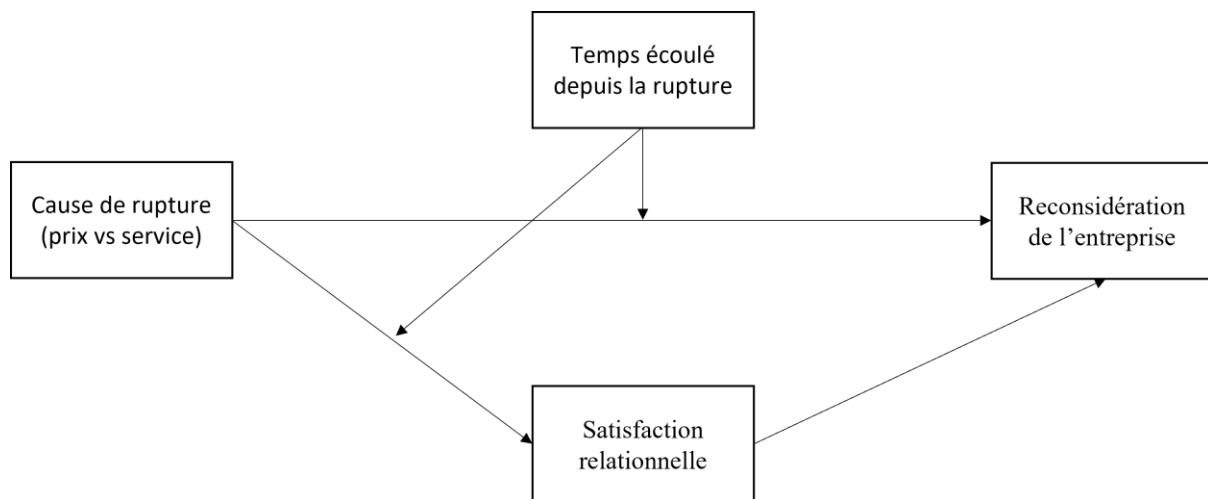 Temps écoulé
depuis la rupture
Cause de rupture
(prix vs service)
Reconsidération
de l’entreprise
Satisfaction
relationnelle